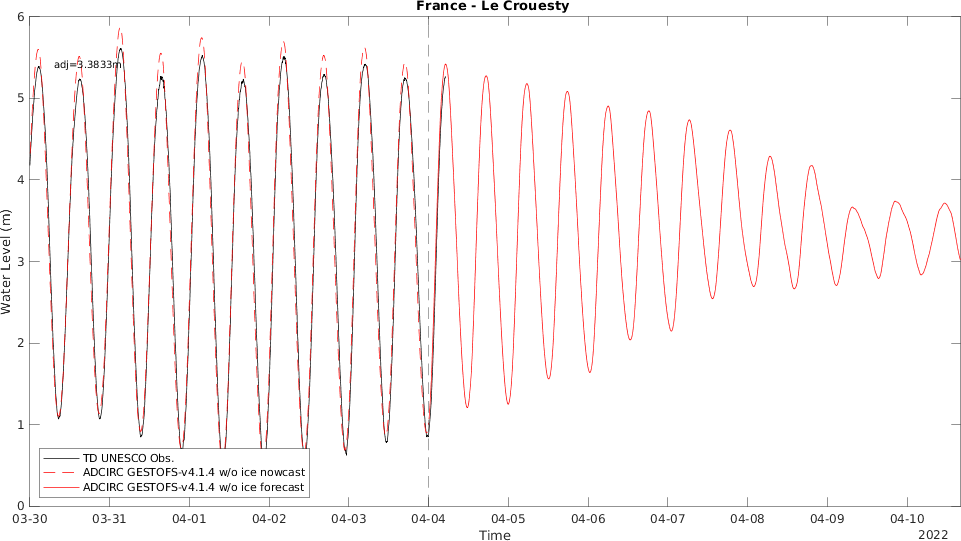 France - Le Crouesty
adj=3.3833m
Water Level (m)
6
5
4
3
2
1
0
TD UNESCO Obs.
ADCIRC GESTOFS-v4.1.4 w/o ice nowcast
ADCIRC GESTOFS-v4.1.4 w/o ice forecast
03-30 03-31 04-01 04-02 04-03 04-04 04-05 04-06 04-07 04-08 04-09 04-10
Time
2022